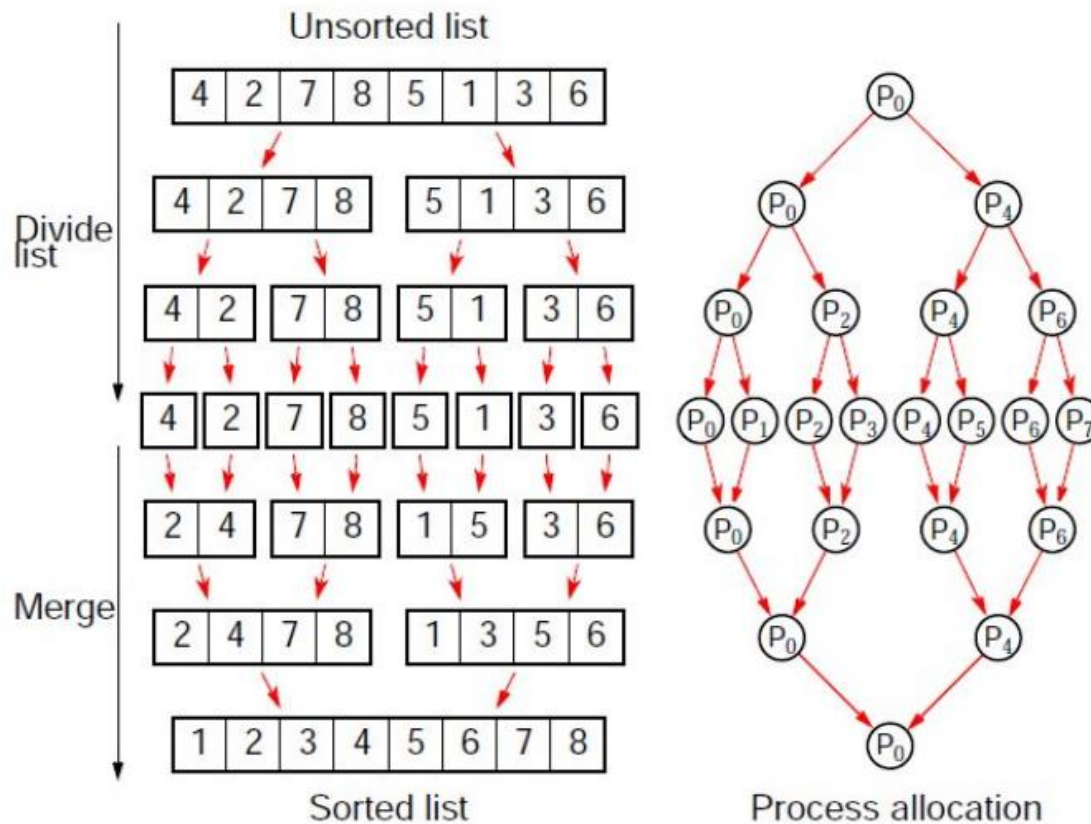 Unsorted list
4 2 7 8 5 1 3 6
P0
4 2 7 8 5 1 3 6
P0 P4
Divide
list
4 2 7 8 5 1 3 6
P0 P2 P4 P6
4 2 7 8 5 1 3 6
P0 P1 P2 P3 P4 P5 P6 P7
2 4 7 8 1 5 3 6
P0 P2 P4 P6
Merge
2 4 7 8 1 3 5 6
P0 P4
1 2 3 4 5 6 7 8
P0
Sorted list
Process allocation